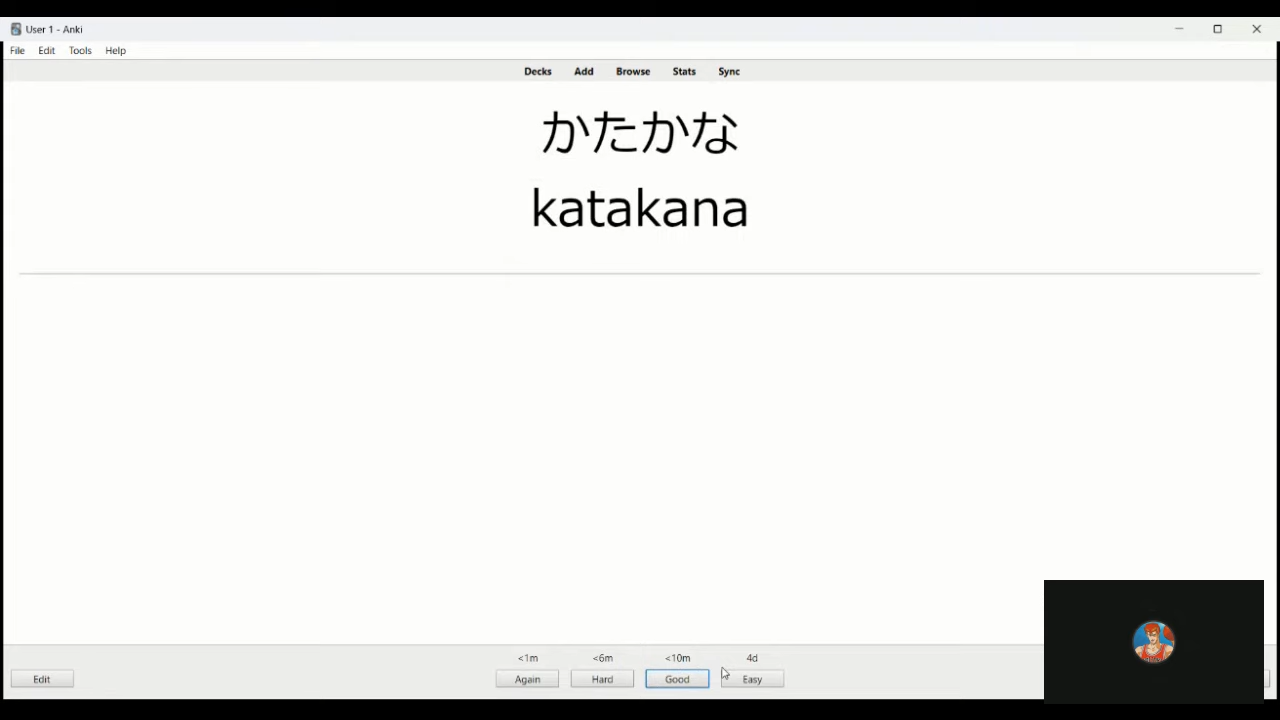 User 1 - Anki
File Edit Tools Help
Decks Add Browse Stats Sync
かたかな
katakana
<1m <6m <10m 4d
Edit Again Hard Good Easy